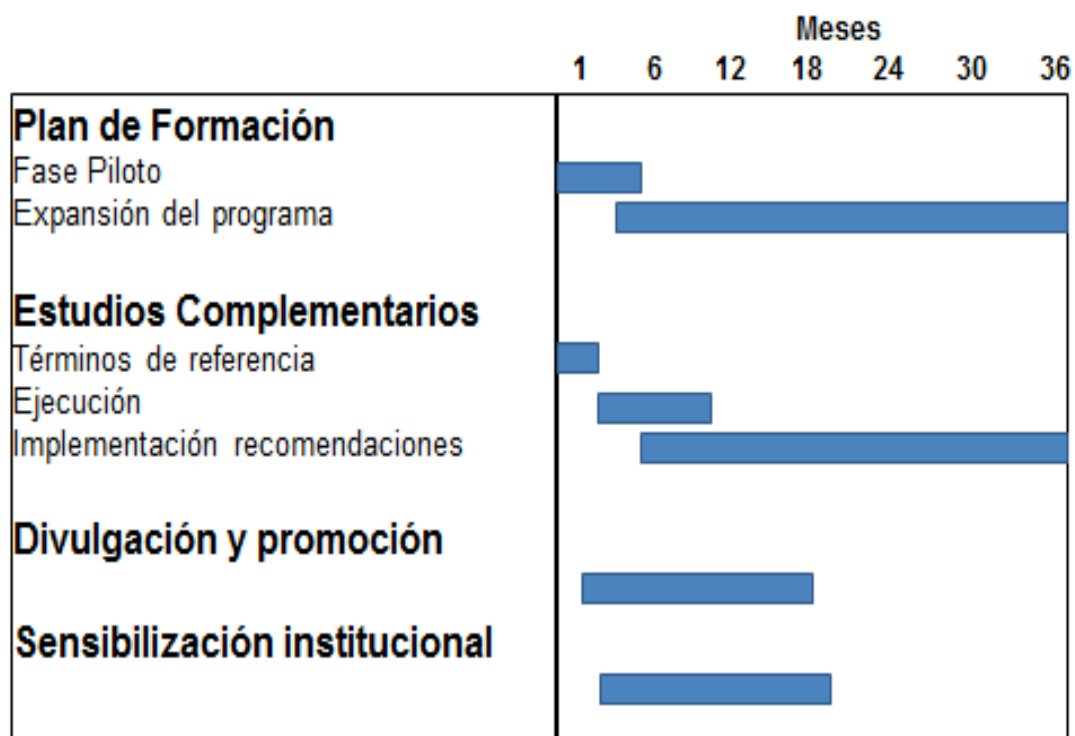 Meses
1 6 12 18 24 30 36
Plan de Formación
Fase Piloto
Expansión del programa
Estudios Complementarios
Términos de referencia
Ejecución
Implementación recomendaciones
Divulgación y promoción
Sensibilización institucional